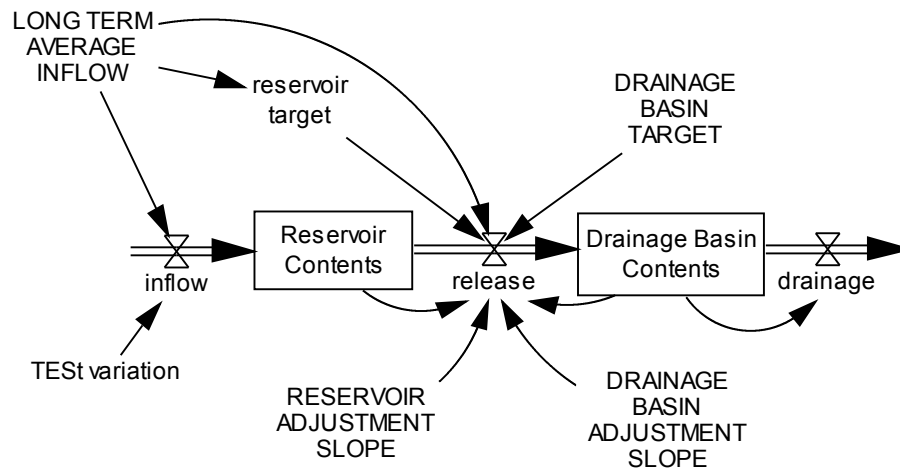 LONG TERM
AVERAGE
INFLOW
reservoir
target
DRAINAGE
BASIN
TARGET
Reservoir
Contents
Drainage Basin
Contents
inflow
release
drainage
TESt variation
RESERVOIR
ADJUSTMENT
SLOPE
DRAINAGE
BASIN
ADJUSTMENT
SLOPE